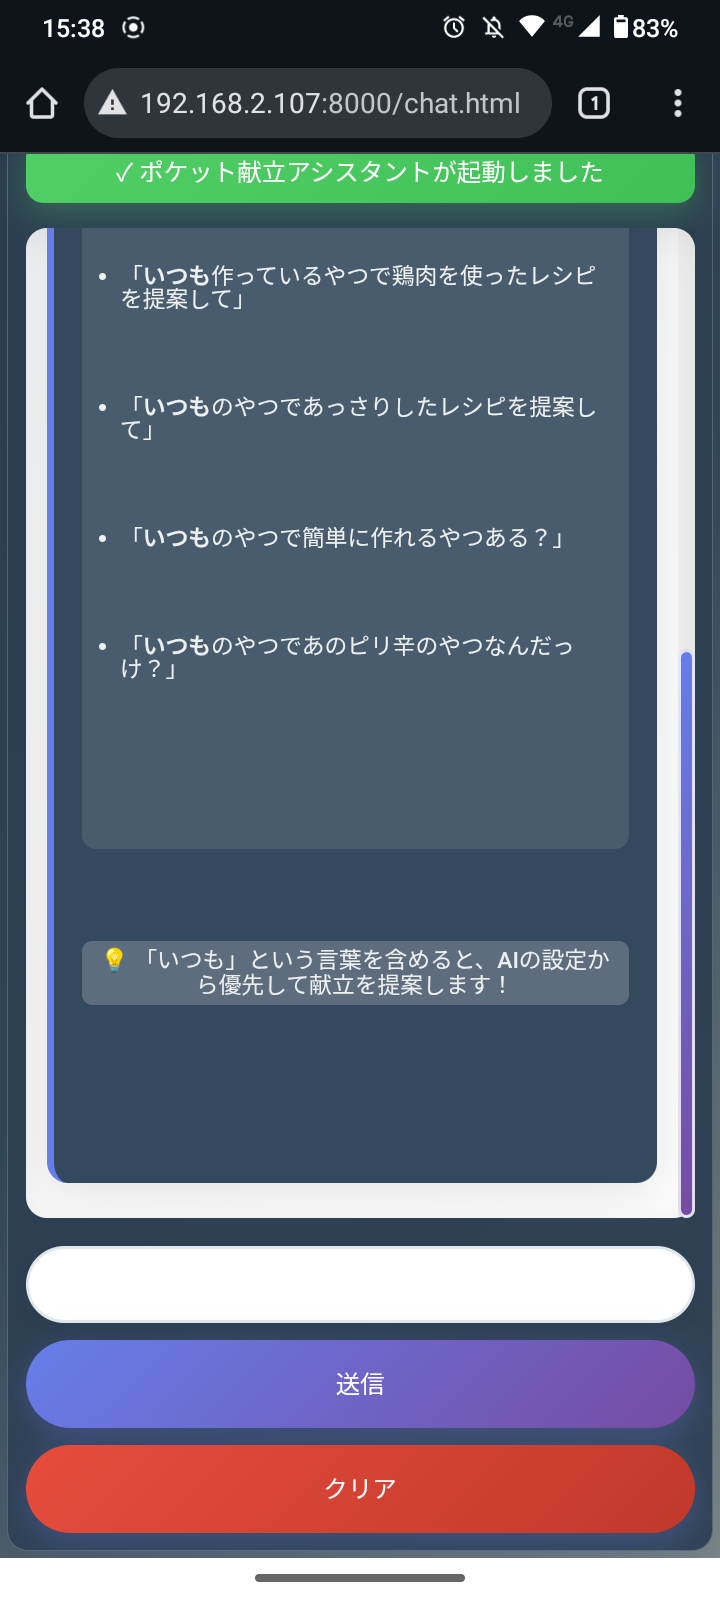 15:38
4G
83%
192.168.2.107:8000/chat.html
1
✓ ポケット献立アシスタントが起動しました
• 「いつも作っているやつで鶏肉を使ったレシピ
を提案して」
• 「いつものやつであっさりしたレシピを提案し
て」
• 「いつものやつで簡単に作れるやつある？」
• 「いつものやつであのピリ辛のやつなんだっ
け？」
💡 「いつも」という言葉を含めると、AIの設定か
ら優先して献立を提案します！
送信
クリア